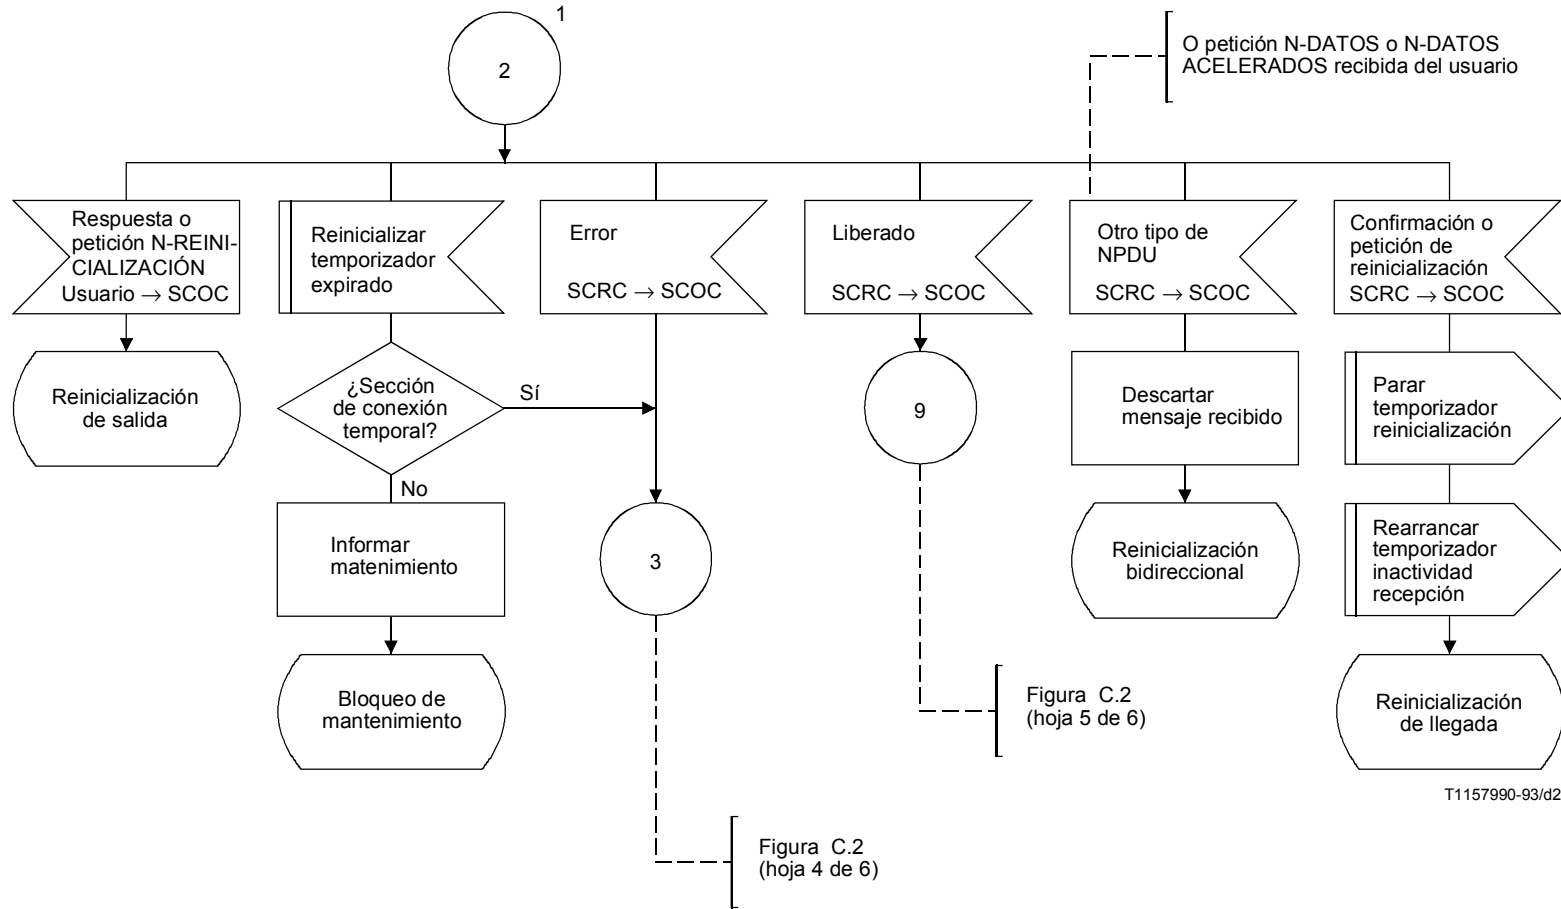 1
2
O petición N-DATOS o N-DATOS
ACELERADOS recibida del usuario
Respuesta o
petición N-REINI-
CIALIZACIÓN
Usuario → SCOC
Reinicializar
temporizador
expirado
Error
SCRC → SCOC
Liberado
SCRC → SCOC
Otro tipo de
NPDU
SCRC → SCOC
Confirmación o
petición de
reinicialización
SCRC → SCOC
Reinicialización
de salida
¿Sección
de conexión
temporal?
Sí
No
9
Descartar
mensaje recibido
Parar
temporizador
reinicialización
Informar
matenimiento
3
Reinicialización
bidireccional
Rearrancar
temporizador
inactividad
recepción
Bloqueo de
mantenimiento
Figura C.2
(hoja 5 de 6)
Reinicialización
de llegada
T1157990-93/d2
Figura C.2
(hoja 4 de 6)